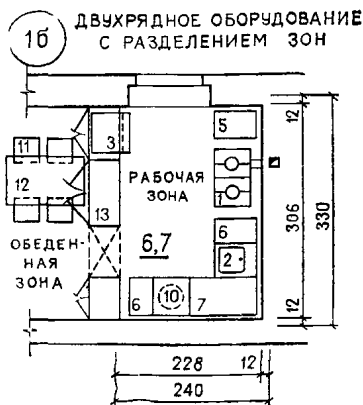 1б
ДВУХРЯДНОЕ ОБОРУДОВАНИЕ
С РАЗДЕЛЕНИЕМ ЗОН
11
12
3
5
РАБОЧАЯ
ЗОНА
1
13
6
2
6,7
ОБЕДЕН-
НАЯ
ЗОНА
6
10
7
12
306
330
12
228
12
240